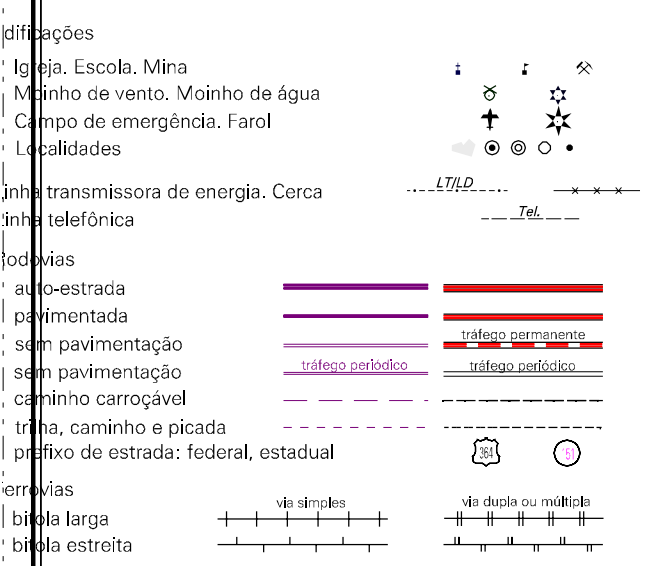 dificações
Igreja. Escola. Mina
Moinho de vento. Moinho de água
Campo de emergência. Farol
Localidades
inha transmissora de energia. Cerca LT/LD
inha telefônica Tel.
odovias
auto-estrada
pavimentada
tráfego permanente
sem pavimentação
sem pavimentação tráfego periódico tráfego periódico
caminho carroçável
trilha, caminho e picada
prefixo de estrada: federal, estadual 364 151
errovias
via simples via dupla ou múltipla
bitola larga
bitola estreita